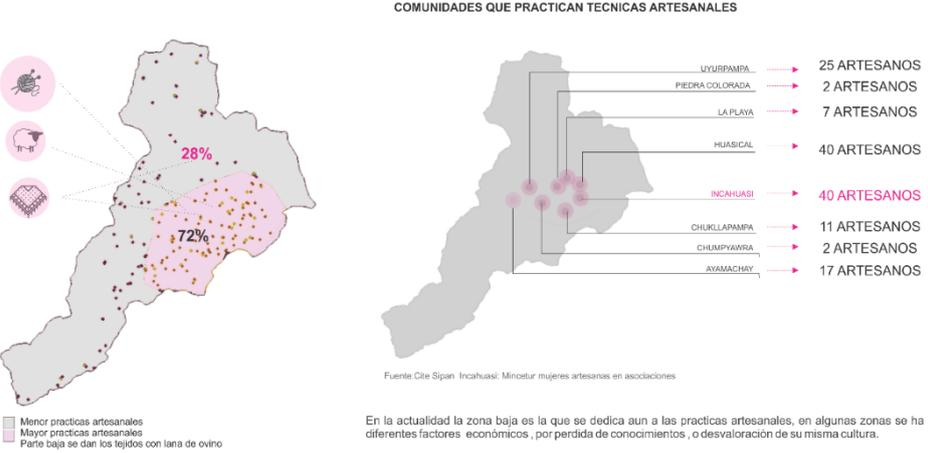 COMUNIDADES QUE PRACTICAN TECNICAS ARTESANALES
28%
72%
UYURPAMPA 25 ARTESANOS
PIEDRA COLORADA 2 ARTESANOS
LA PLAYA 7 ARTESANOS
HUASICAL 40 ARTESANOS
INCAHUASI 40 ARTESANOS
CHUKLLAPAMPA 11 ARTESANOS
CHUMPYAWRA 2 ARTESANOS
AYAMACHAY 17 ARTESANOS
Fuente:Cite Sipan Incahuasi: Mincetur mujeres artesanas en asociaciones
Menor practicas artesanales
Mayor practicas artesanales
Parte baja se dan los tejidos con lana de ovino
En la actualidad la zona baja es la que se dedica aun a las practicas artesanales, en algunas zonas se ha
diferentes factores económicos , por perdida de conocimientos , o desvaloración de su misma cultura.